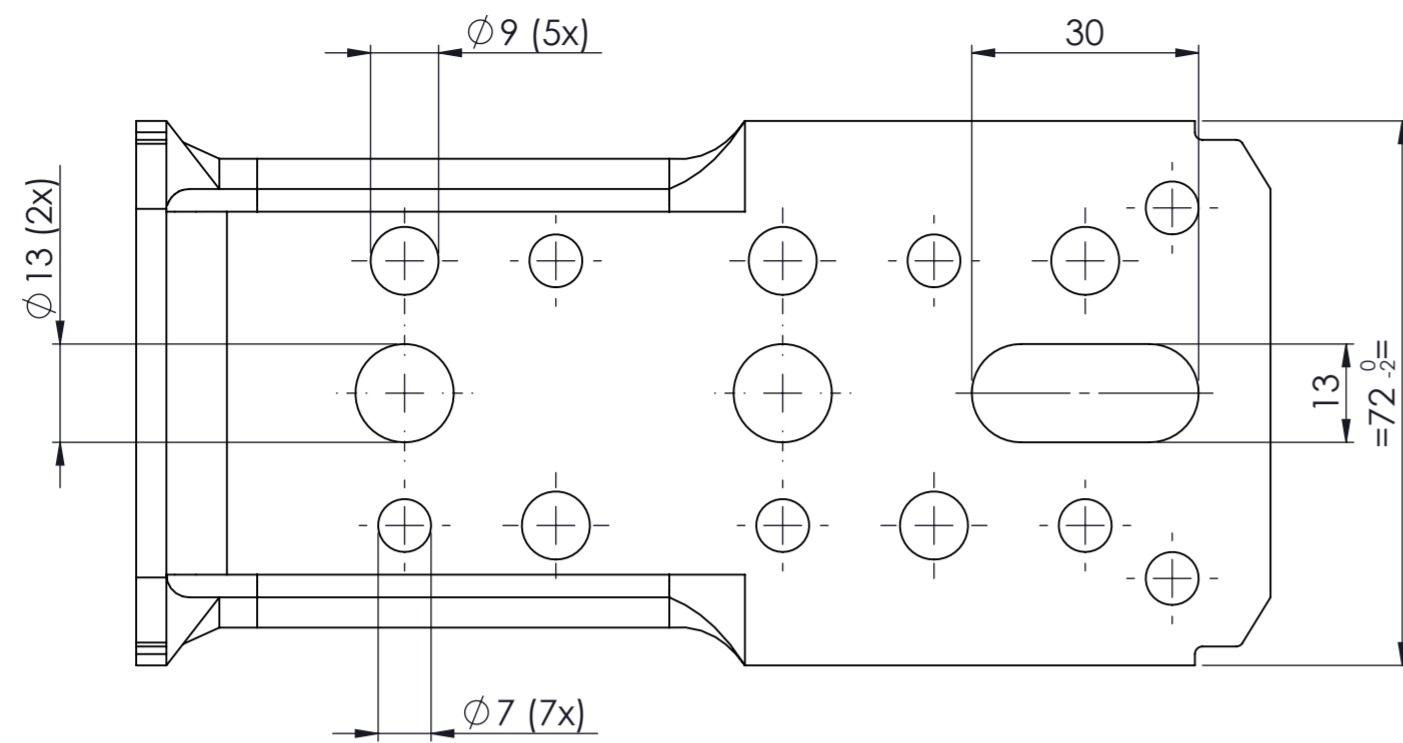 ⌀9 (5x)
30
⌀13 (2x)
13
=72 0 -2=
⌀7 (7x)